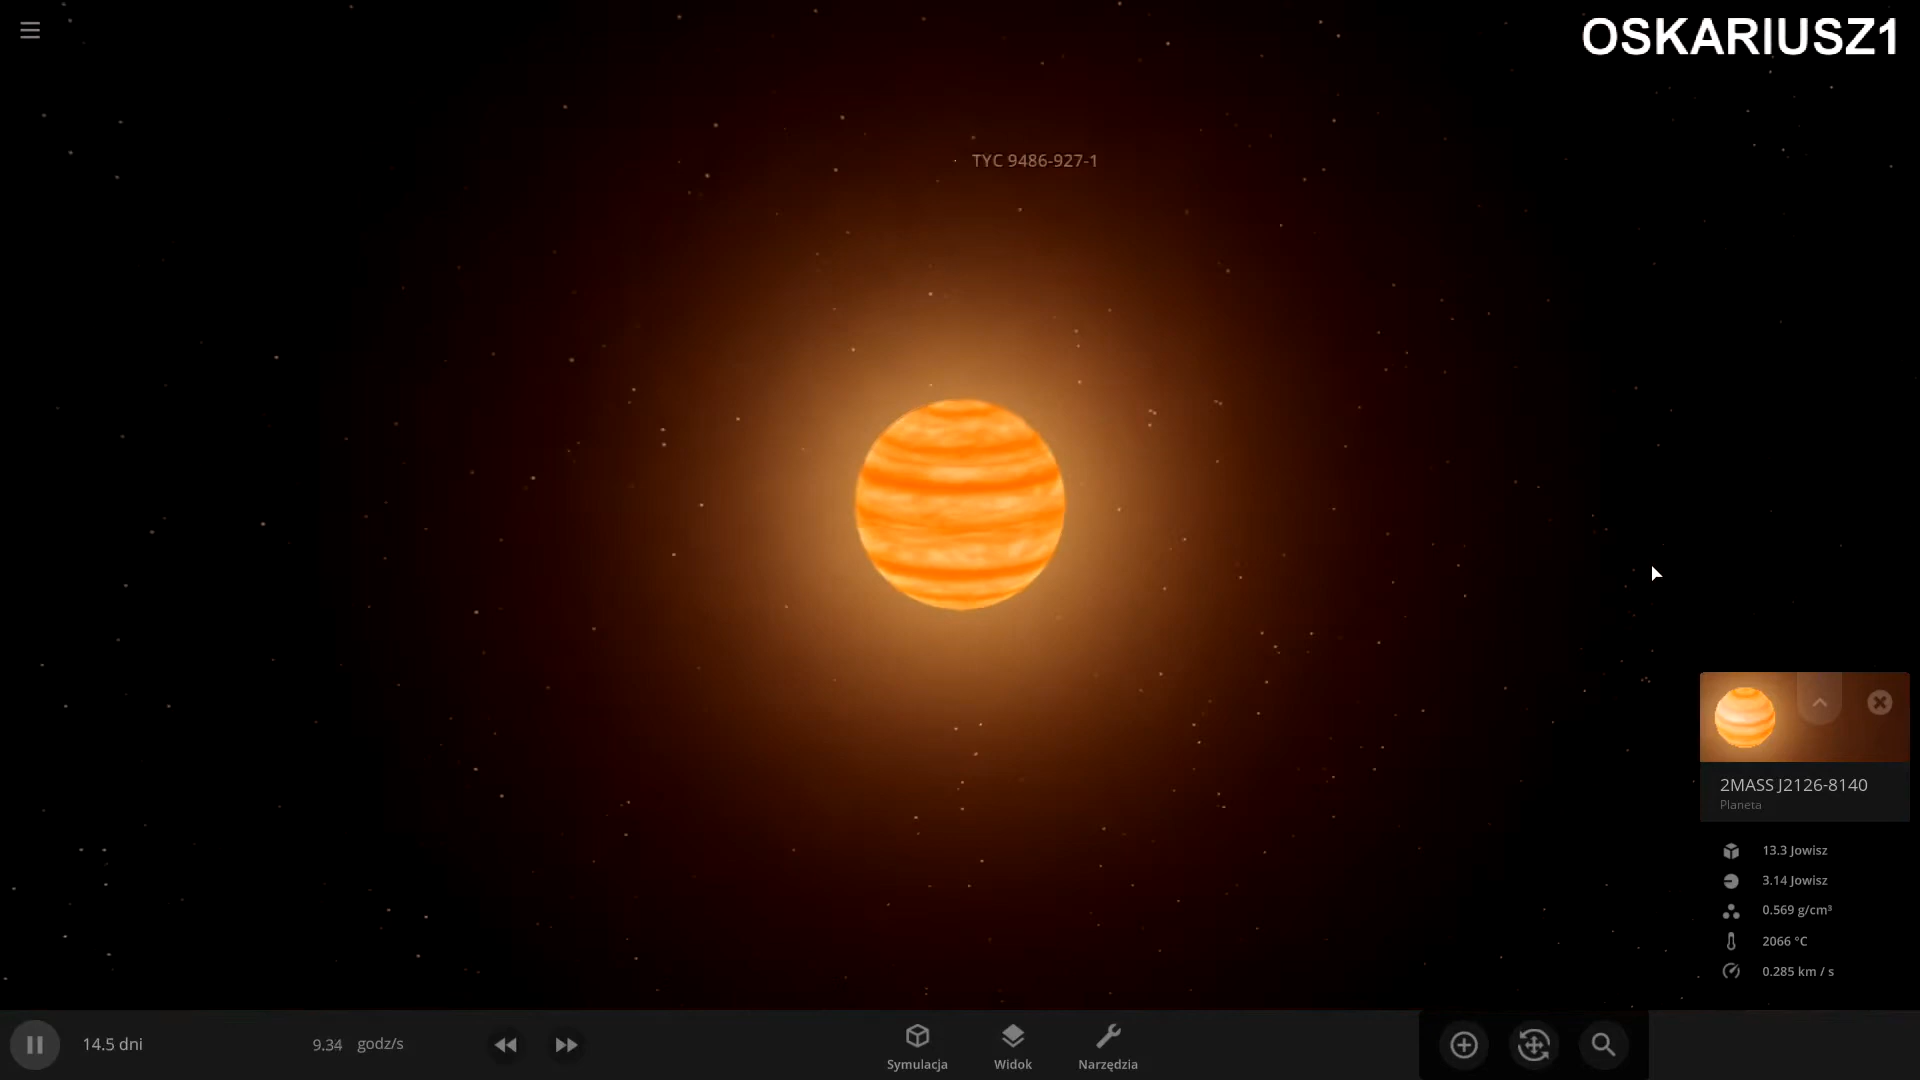 OSKARIUSZ1
TYC 9486-927-1
2MASS J2126-8140
Planeta
13.3 Jowisz
3.14 Jowisz
0.569 g/cm³
2066 °C
0.285 km / s
14.5 dni
9.34 godz/s
Symulacja
Widok
Narzędzia